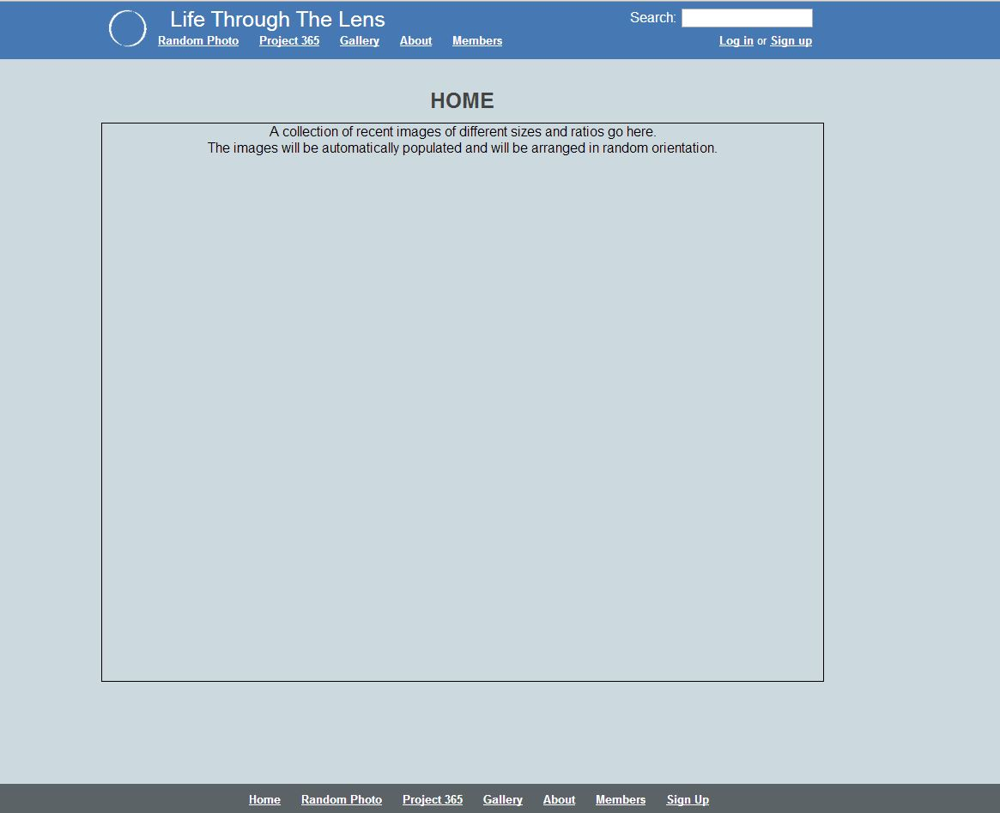 Life Through The Lens
Search:
Random Photo Project 365 Gallery About Members
Log in or Sign up
HOME
A collection of recent images of different sizes and ratios go here.
The images will be automatically populated and will be arranged in random orientation.
Home Random Photo Project 365 Gallery About Members Sign Up